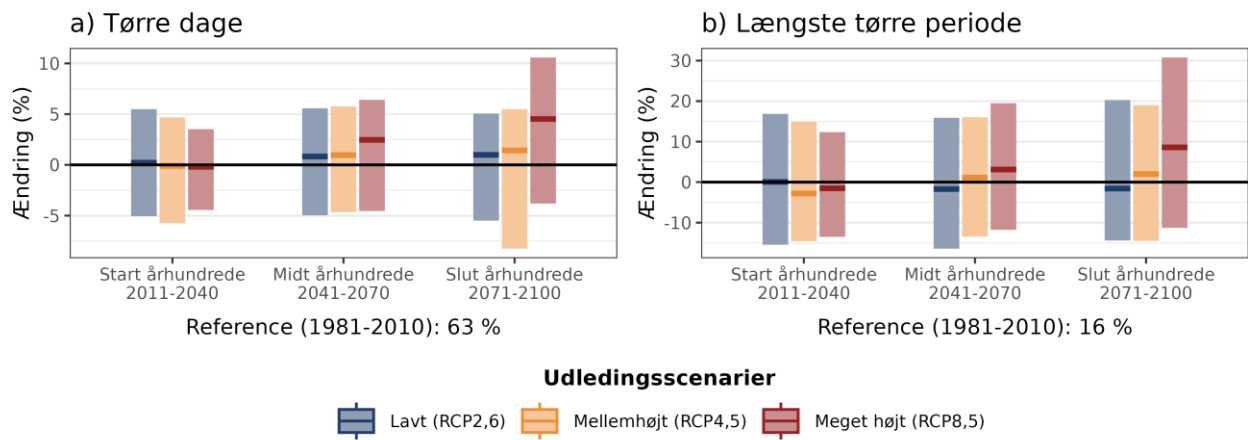 a) Tørre dage
Ændring (%)
10
5
0
-5
Start århundrede
2011-2040
Midt århundrede
2041-2070
Slut århundrede
2071-2100
Reference (1981-2010): 63 %
b) Længste tørre periode
Ændring (%)
30
20
10
0
-10
Start århundrede
2011-2040
Midt århundrede
2041-2070
Slut århundrede
2071-2100
Reference (1981-2010): 16 %
Udledingsscenarier
Lavt (RCP2,6)
Mellemhøjt (RCP4,5)
Meget højt (RCP8,5)